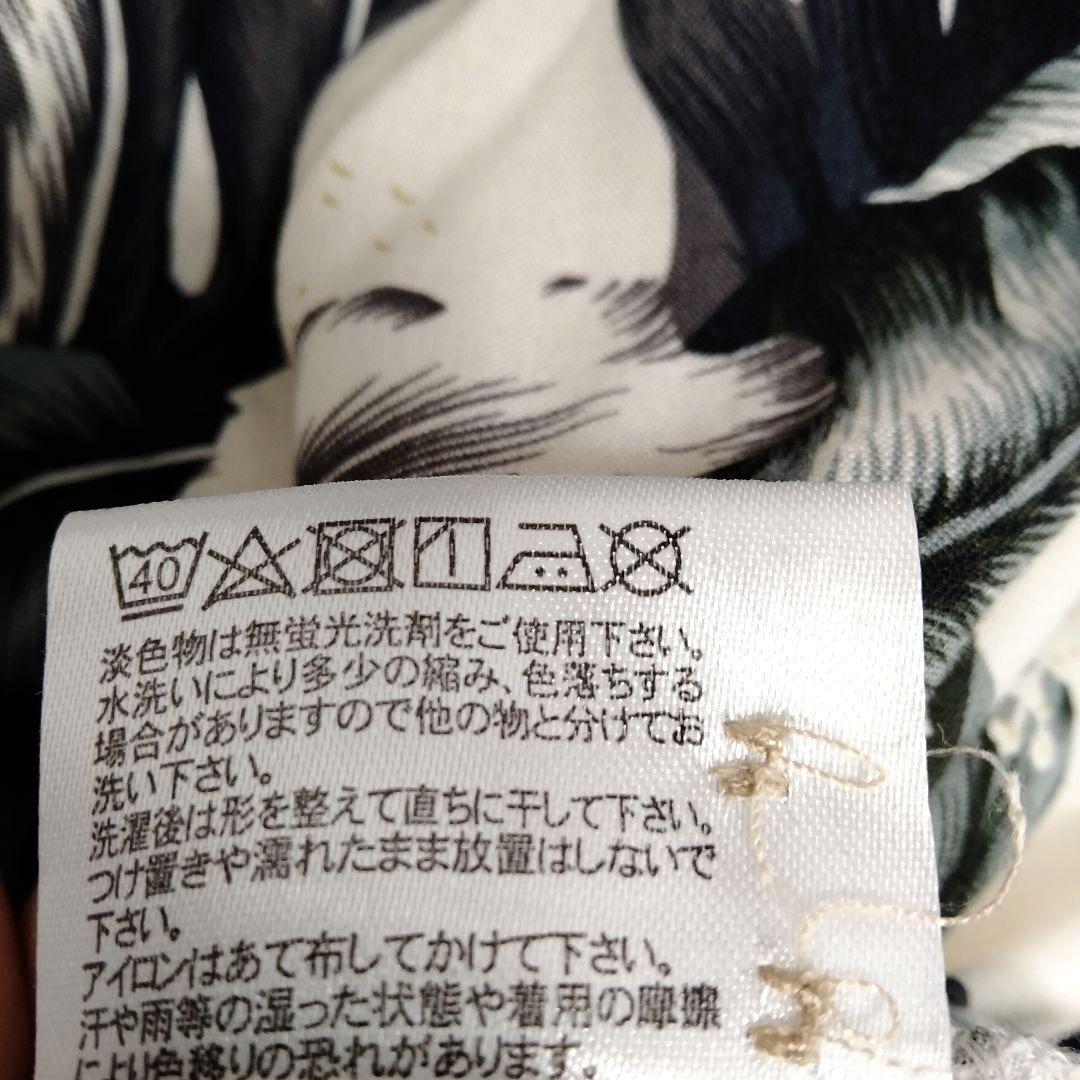 40
淡色物は無蛍光洗剤をご使用下さい。
水洗いにより多少の縮み、色落ちする
場合がありますので他の物と分けてお
洗い下さい。
洗濯後は形を整えて直ちに干して下さい。
つけ置きや濡れたまま放置はしないで
下さい。
アイロンはあて布してかけて下さい。
汗や雨等の湿った状態や着用の摩擦
により色移りの恐れがあります。